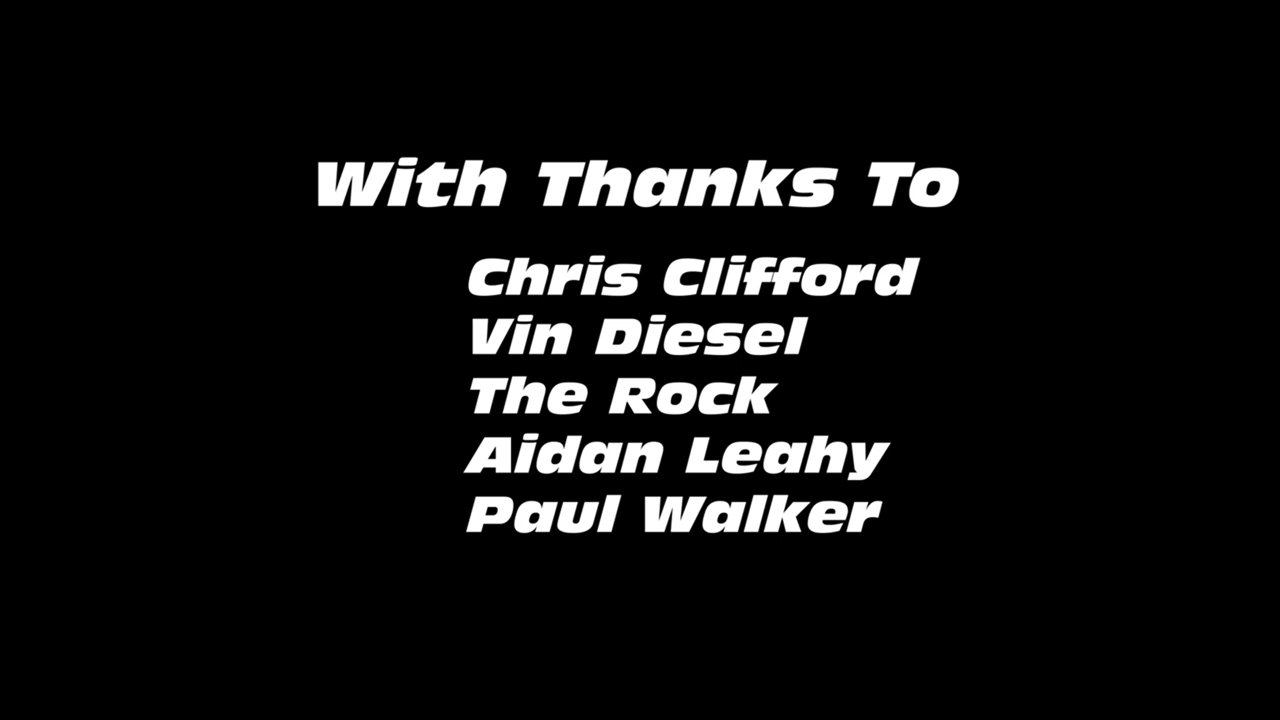 With Thanks To
Chris Clifford
Vin Diesel
The Rock
Aidan Leahy
Paul Walker